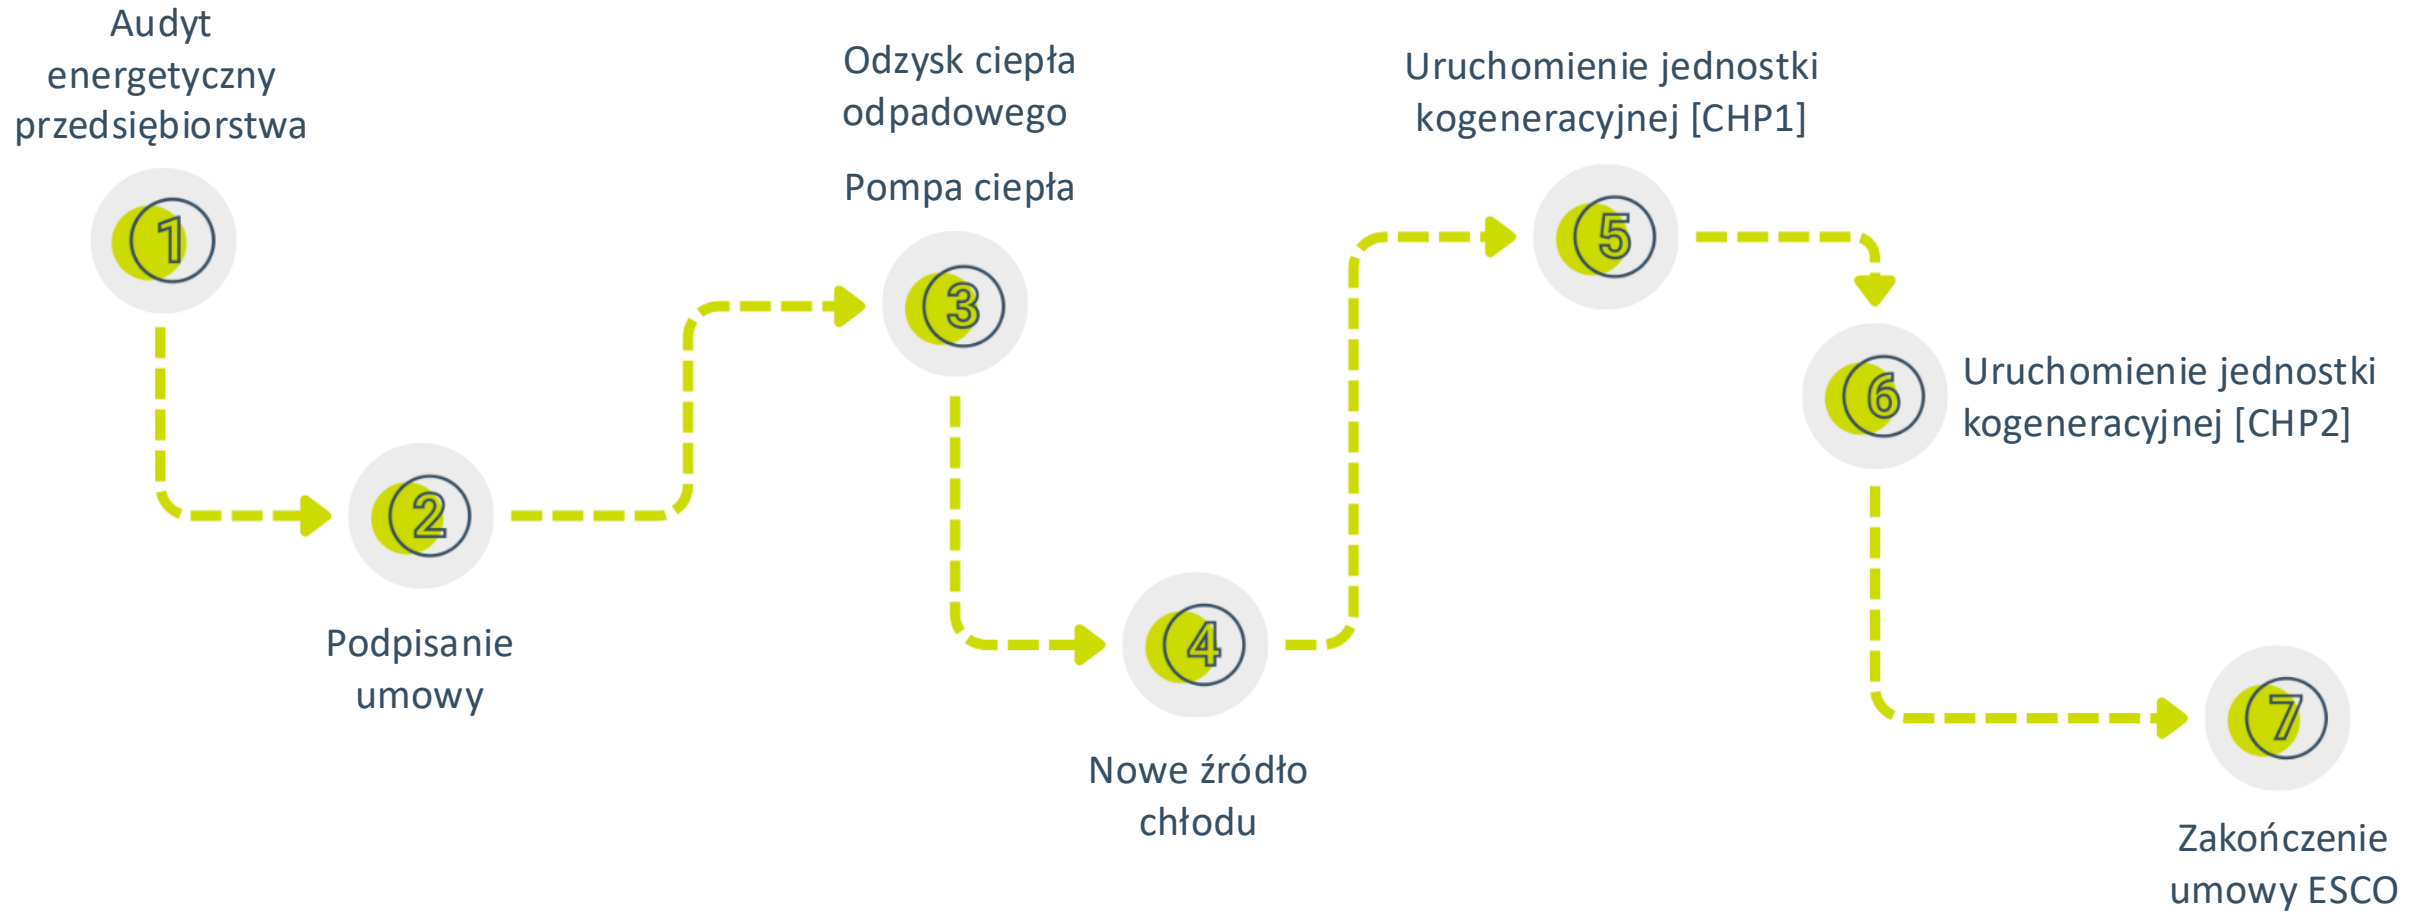 Audyt
energetyczny
przedsiębiorstwa
1
2
Podpisanie
umowy
Odzysk ciepła
odpadowego
Pompa ciepła
3
4
Nowe źródło
chłodu
Uruchomienie jednostki
kogeneracyjnej [CHP1]
5
6
Uruchomienie jednostki
kogeneracyjnej [CHP2]
7
Zakończenie
umowy ESCO